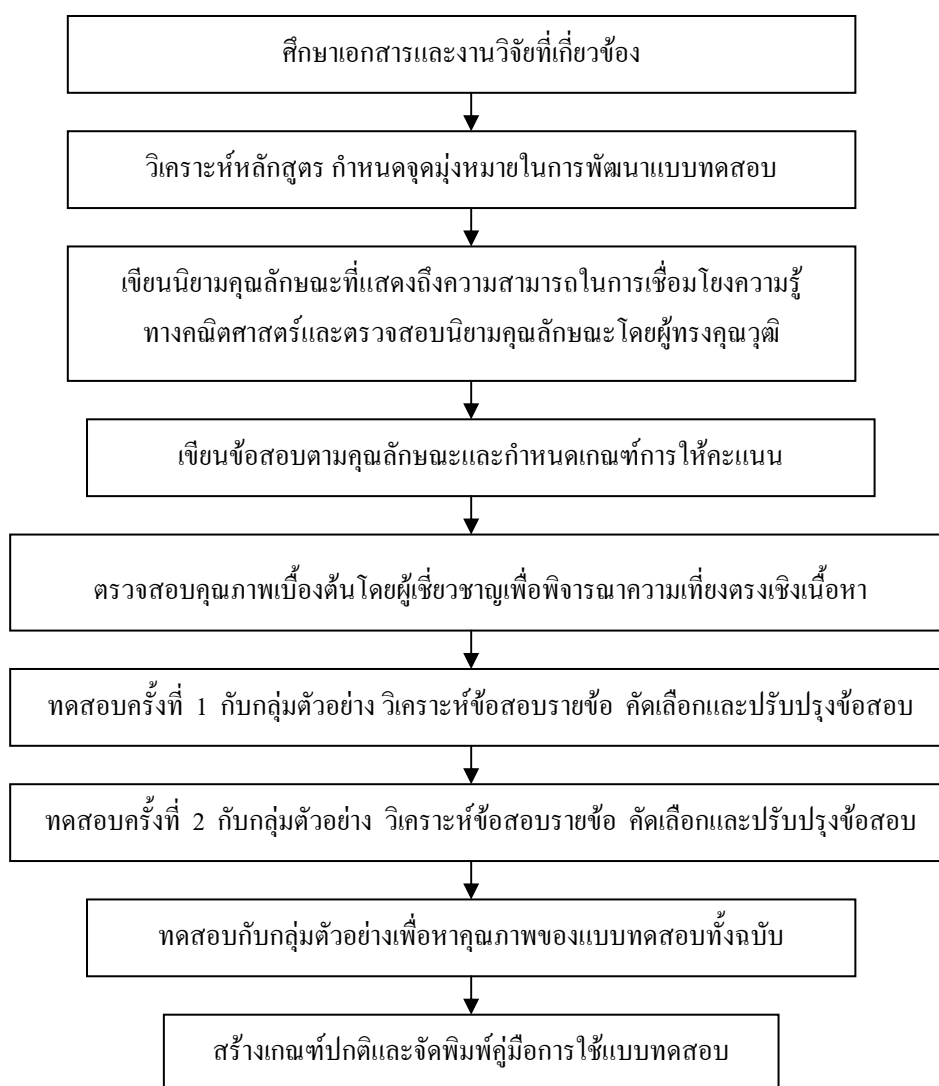 ศึกษาเอกสารและงานวิจัยที่เกี่ยวข้อง
วิเคราะห์หลักสูตร กำหนดจุดมุ่งหมายในการพัฒนาแบบทดสอบ
เขียนนิยามคุณลักษณะที่แสดงถึงความสามารถในการเชื่อมโยงความรู้
ทางคณิตศาสตร์และตรวจสอบนิยามคุณลักษณะโดยผู้ทรงคุณวุฒิ
เขียนข้อสอบตามคุณลักษณะและกำหนดเกณฑ์การให้คะแนน
ตรวจสอบคุณภาพเบื้องต้นโดยผู้เชี่ยวชาญเพื่อพิจารณาความเที่ยงตรงเชิงเนื้อหา
ทดสอบครั้งที่ 1 กับกลุ่มตัวอย่าง วิเคราะห์ข้อสอบรายข้อ คัดเลือกและปรับปรุงข้อสอบ
ทดสอบครั้งที่ 2 กับกลุ่มตัวอย่าง วิเคราะห์ข้อสอบรายข้อ คัดเลือกและปรับปรุงข้อสอบ
ทดสอบกับกลุ่มตัวอย่างเพื่อหาคุณภาพของแบบทดสอบทั้งฉบับ
สร้างเกณฑ์ปกติและจัดพิมพ์คู่มือการใช้แบบทดสอบ